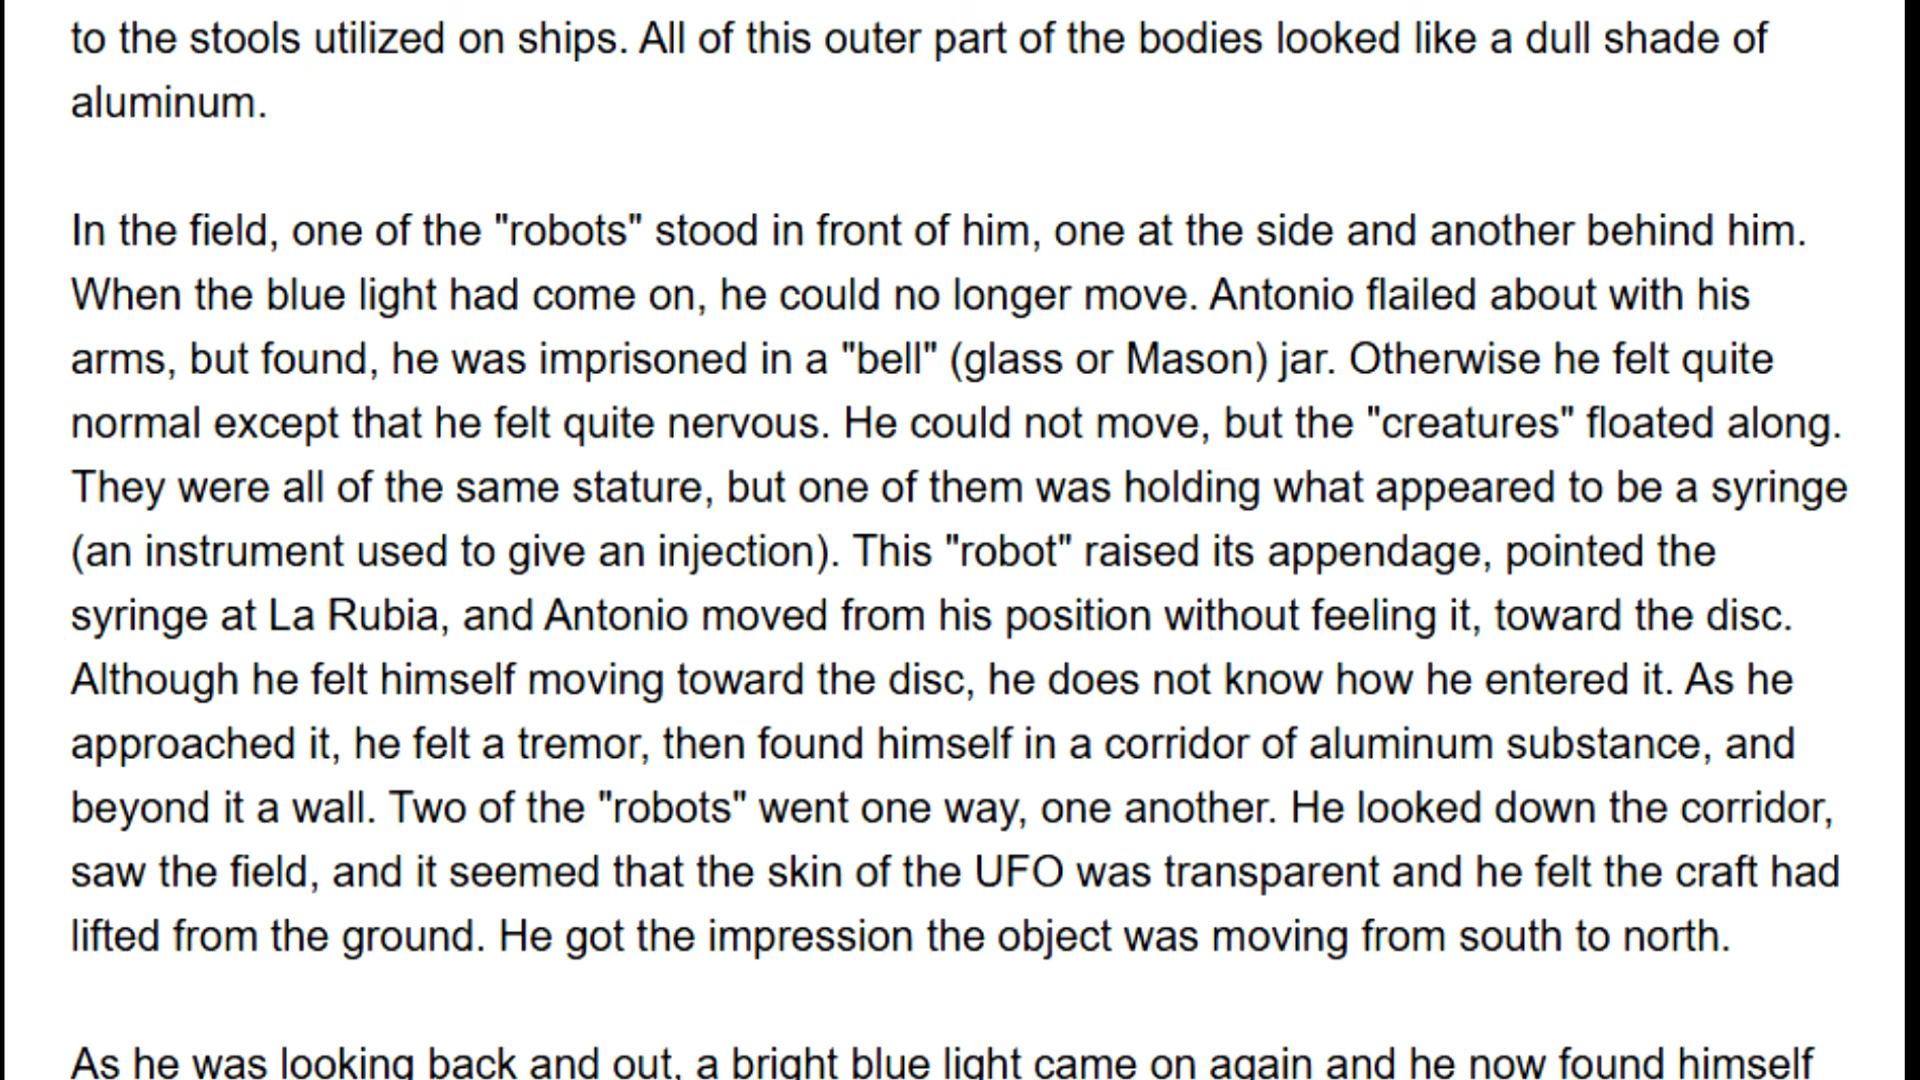 to the stools utilized on ships. All of this outer part of the bodies looked like a dull shade of
aluminum.
In the field, one of the "robots" stood in front of him, one at the side and another behind him.
When the blue light had come on, he could no longer move. Antonio flailed about with his
arms, but found, he was imprisoned in a "bell" (glass or Mason) jar. Otherwise he felt quite
normal except that he felt quite nervous. He could not move, but the "creatures" floated along.
They were all of the same stature, but one of them was holding what appeared to be a syringe
(an instrument used to give an injection). This "robot" raised its appendage, pointed the
syringe at La Rubia, and Antonio moved from his position without feeling it, toward the disc.
Although he felt himself moving toward the disc, he does not know how he entered it. As he
approached it, he felt a tremor, then found himself in a corridor of aluminum substance, and
beyond it a wall. Two of the "robots" went one way, one another. He looked down the corridor,
saw the field, and it seemed that the skin of the UFO was transparent and he felt the craft had
lifted from the ground. He got the impression the object was moving from south to north.
As he was looking back and out, a bright blue light came on again and he now found himself